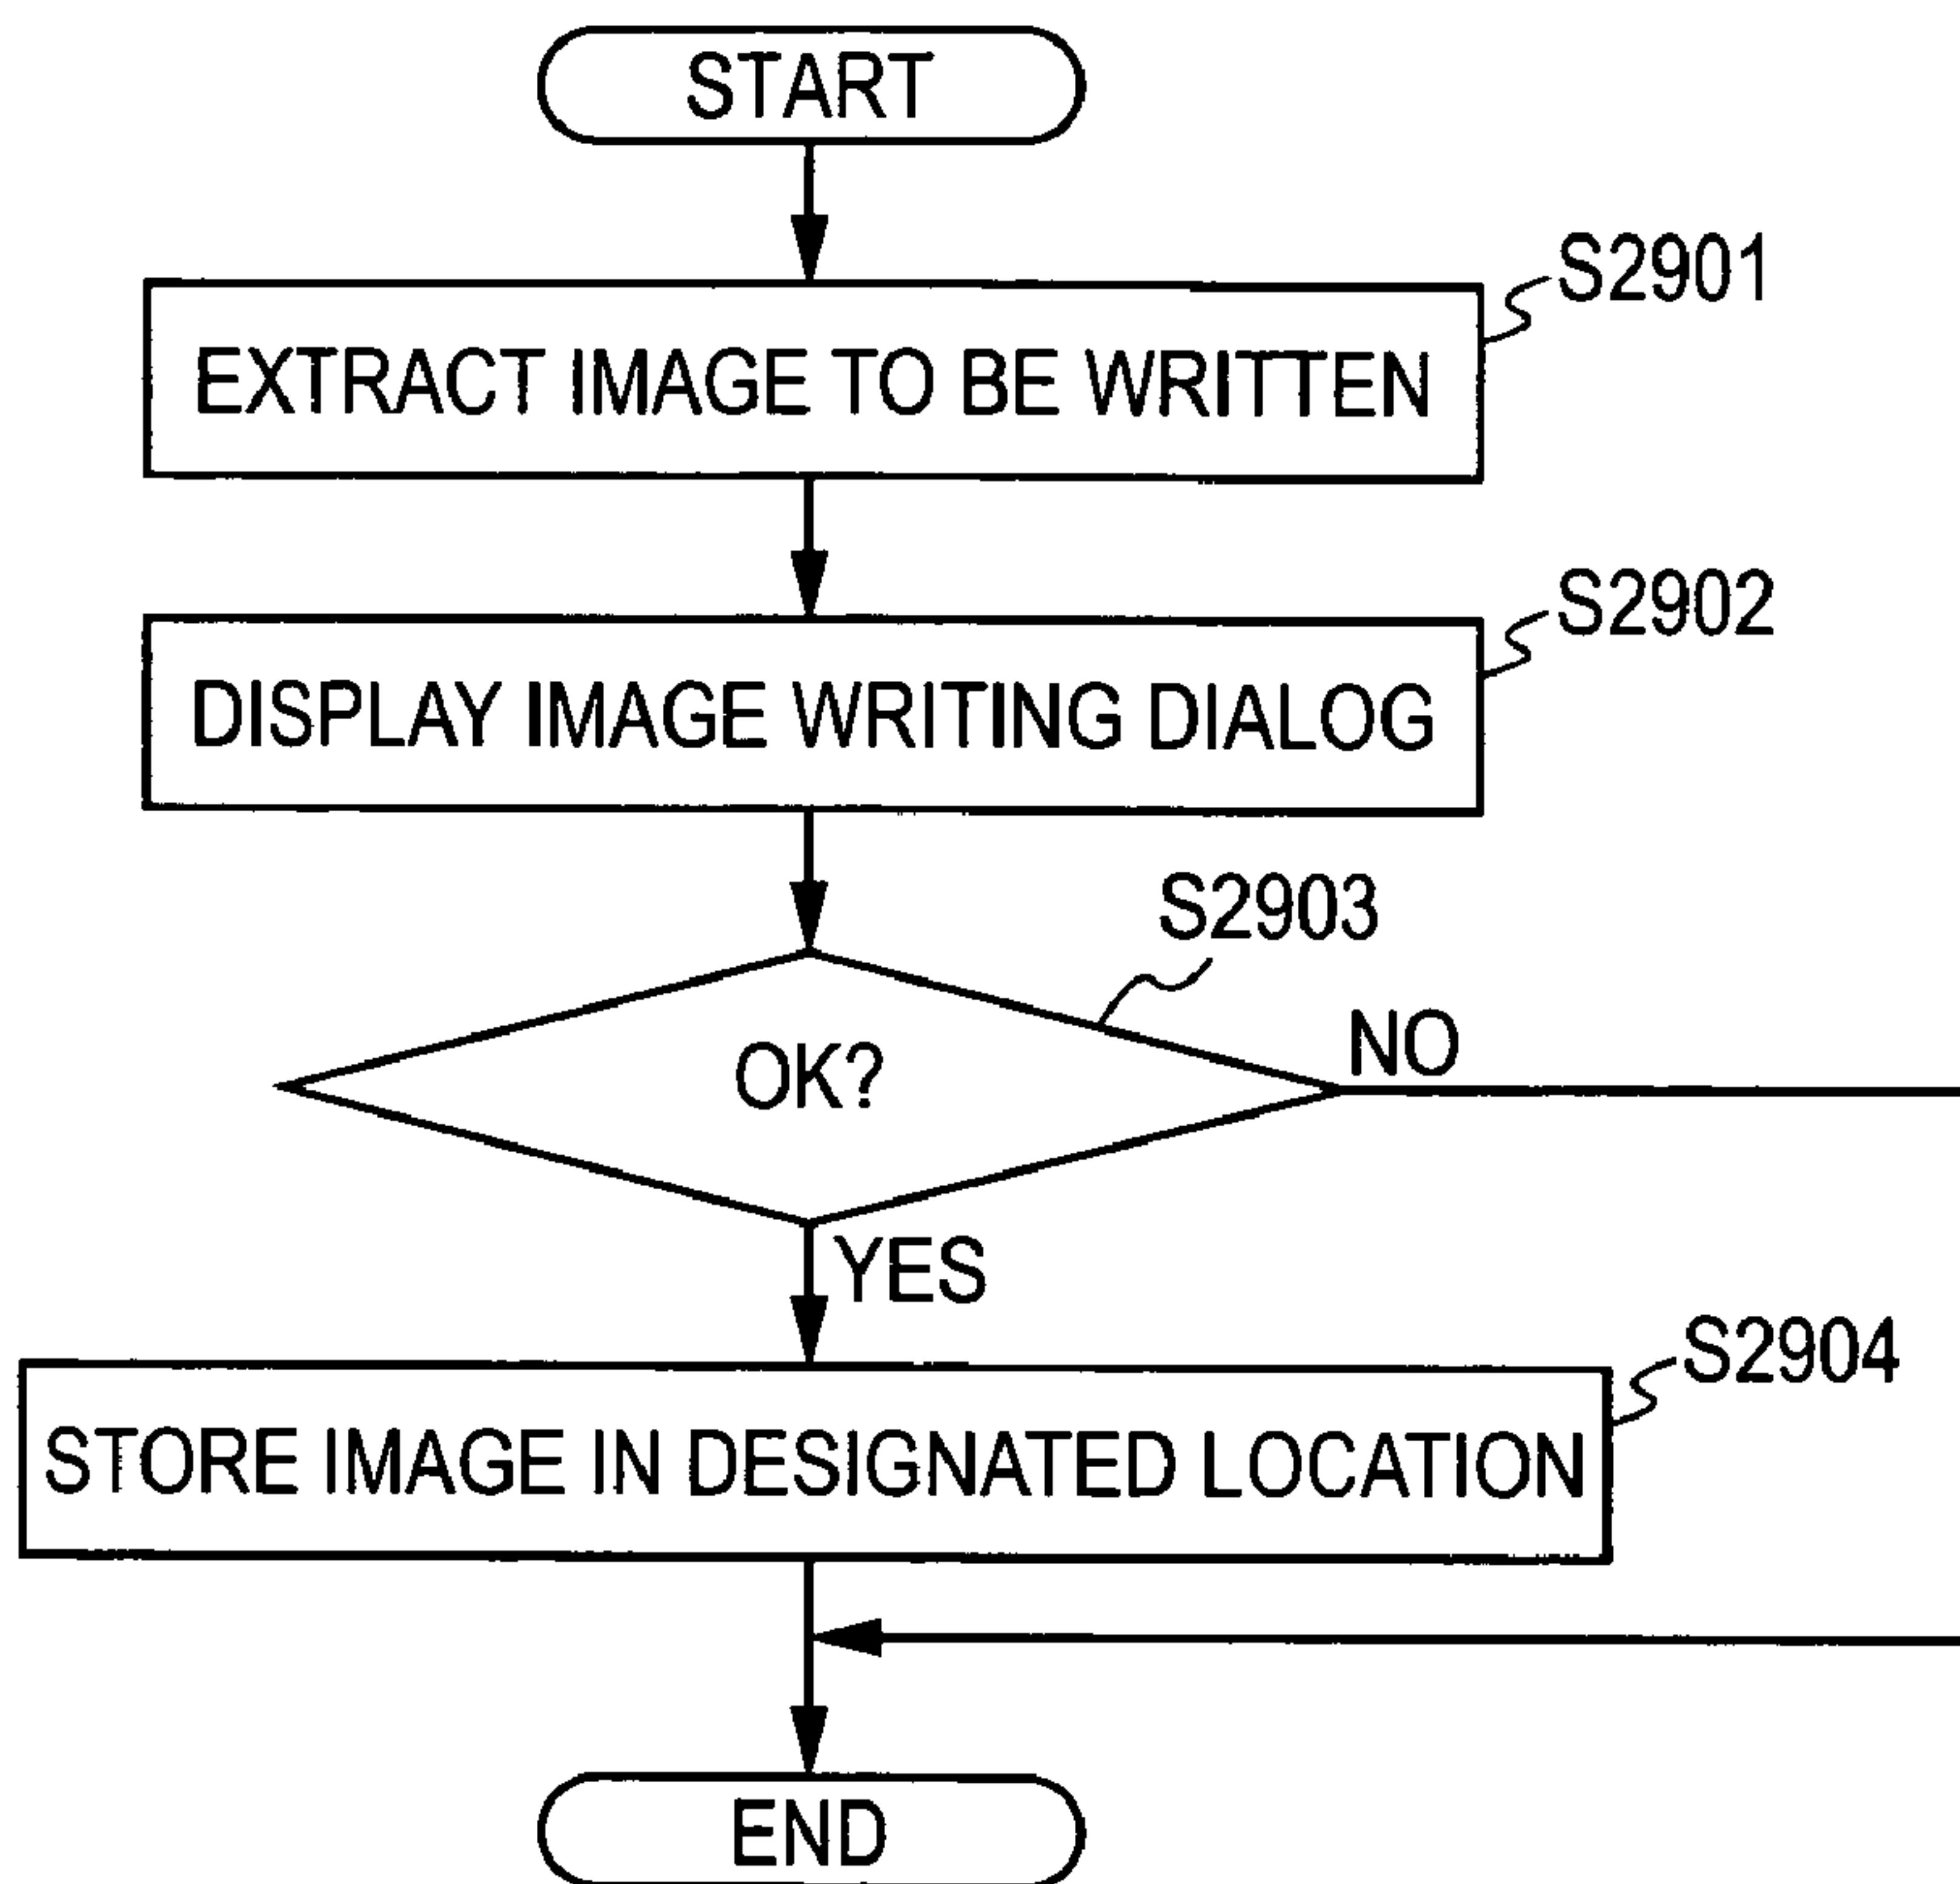 START
S2901
EXTRACT IMAGE TO BE WRITTEN
S2902
DISPLAY IMAGE WRITING DIALOG
S2903
OK?
NO
YES
S2904
STORE IMAGE IN DESIGNATED LOCATION
END